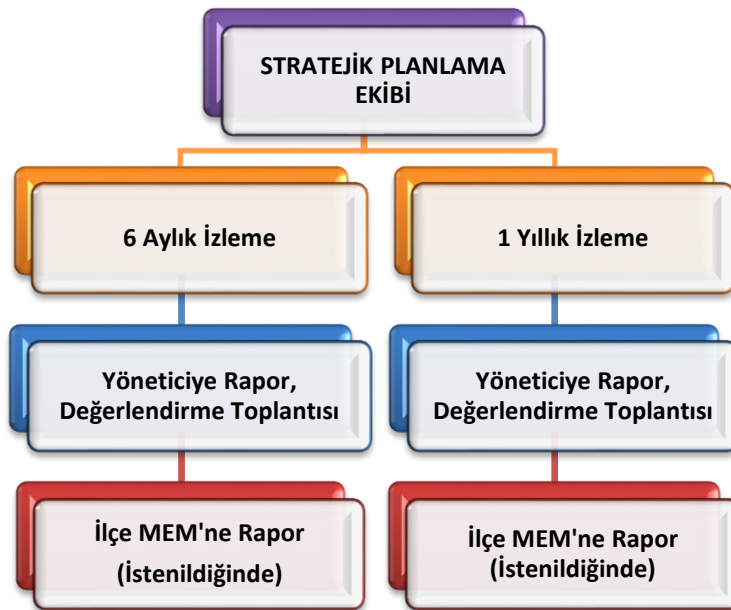 STRATEJİK PLANLAMA
EKİBİ
6 Aylık İzleme
1 Yıllık İzleme
Yöneticiye Rapor,
Değerlendirme Toplantısı
Yöneticiye Rapor,
Değerlendirme Toplantısı
İlçe MEM'ne Rapor
(İstenildiğinde)
İlçe MEM'ne Rapor
(İstenildiğinde)